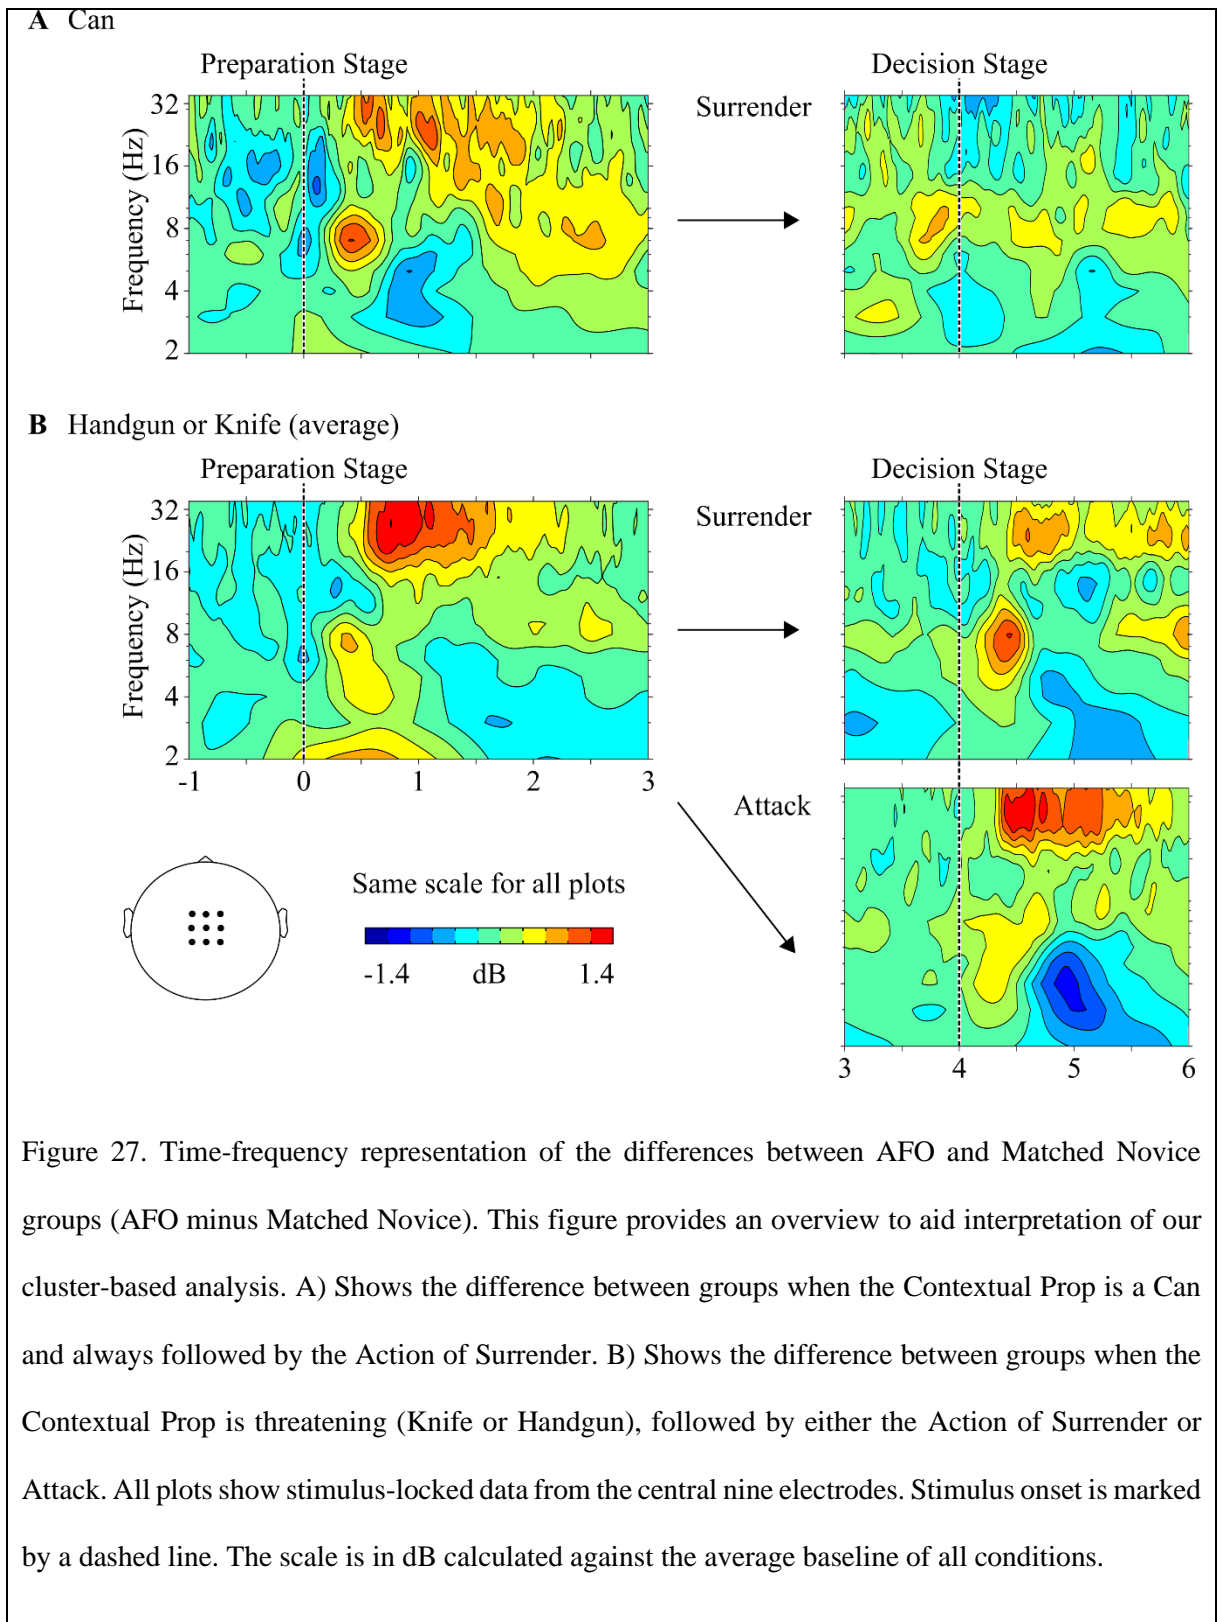 A Can
Preparation Stage
Decision Stage
Surrender
32
16
8
4
2
Frequency (Hz)
B Handgun or Knife (average)
Preparation Stage
Decision Stage
Surrender
32
16
8
4
2
Frequency (Hz)
-1 0 1 2 3
Attack
Same scale for all plots
-1.4 dB 1.4
3 4 5 6
Figure 27. Time-frequency representation of the differences between AFO and Matched Novice
groups (AFO minus Matched Novice). This figure provides an overview to aid interpretation of our
cluster-based analysis. A) Shows the difference between groups when the Contextual Prop is a Can
and always followed by the Action of Surrender. B) Shows the difference between groups when the
Contextual Prop is threatening (Knife or Handgun), followed by either the Action of Surrender or
Attack. All plots show stimulus-locked data from the central nine electrodes. Stimulus onset is marked
by a dashed line. The scale is in dB calculated against the average baseline of all conditions.